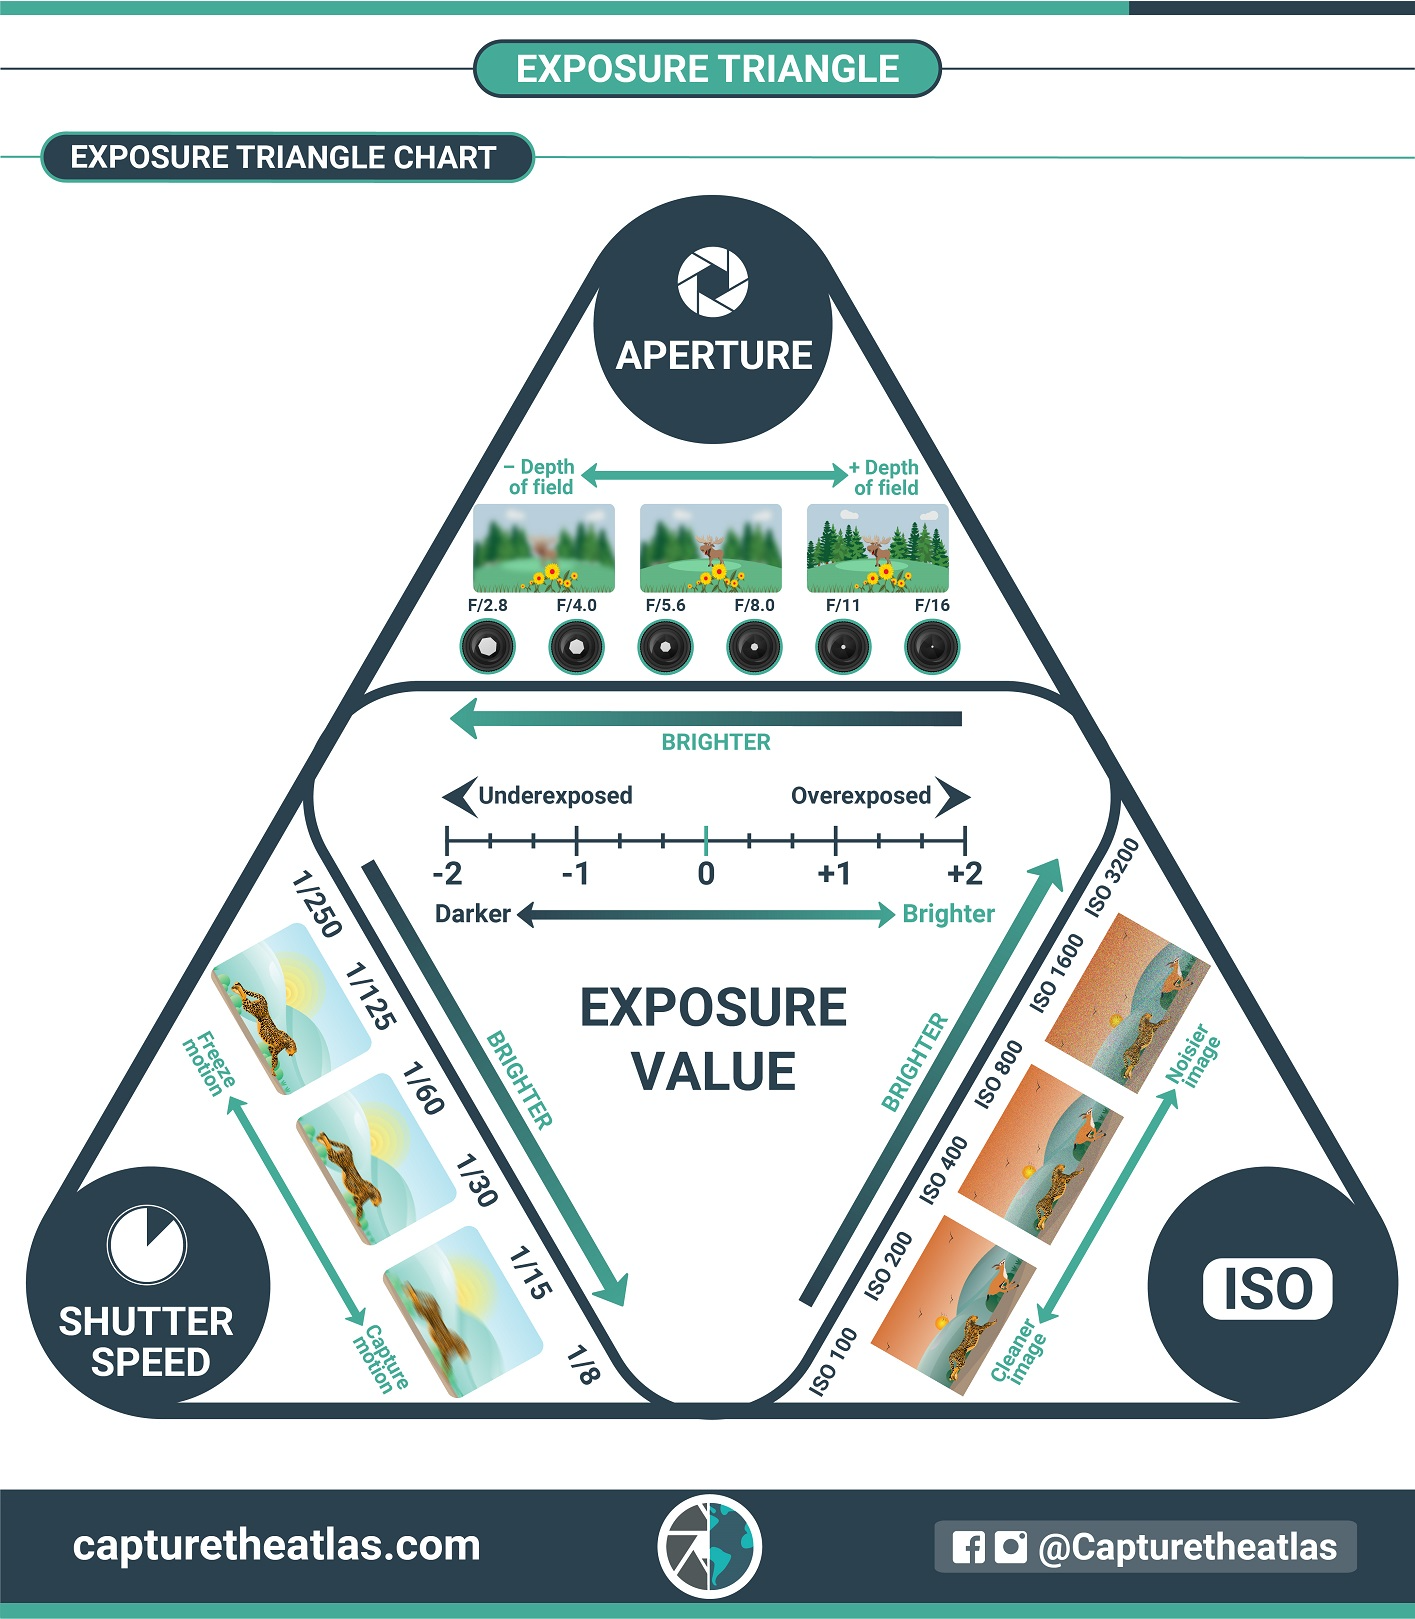 EXPOSURE TRIANGLE
EXPOSURE TRIANGLE CHART
APERTURE
– Depth
of field
+ Depth
of field
F/2.8 F/4.0 F/5.6 F/8.0 F/11 F/16
BRIGHTER
Underexposed Overexposed
-2 -1 0 +1 +2
Darker Brighter
EXPOSURE
VALUE
1/250
1/125
1/60
1/30
1/15
1/8
BRIGHTER
Freeze
motion
Capture
motion
SHUTTER
SPEED
BRIGHTER
ISO 3200
ISO 1600
ISO 800
ISO 400
ISO 200
ISO 100
Noisier
image
Cleaner
image
ISO
capturetheatlas.com
@Capturetheatlas